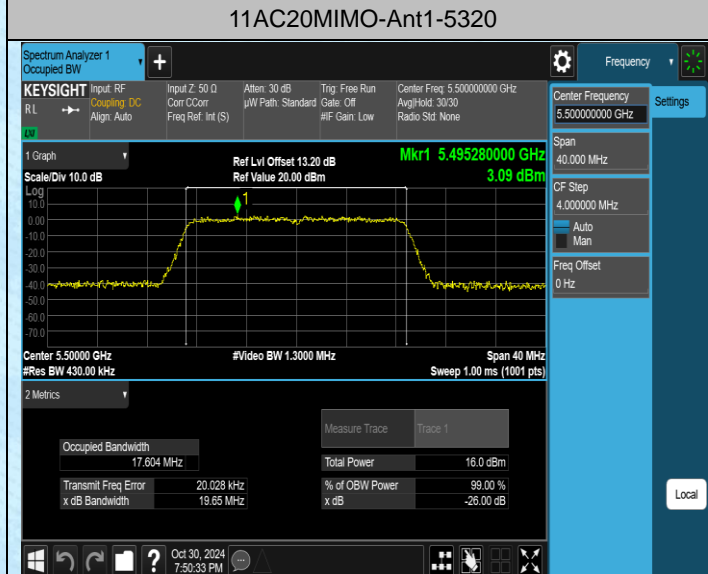 11AC20MIMO-Ant1-5320
Spectrum Analyzer 1
Occupied BW
Frequency
KEYSIGHT
R L
Input: RF
Coupling: DC
Align: Auto
Input Z: 50 Ω
Corr CCorr
Freq Ref: Int (S)
Atten: 30 dB
µW Path: Standard
Trig: Free Run
Gate: Off
#IF Gain: Low
Center Freq: 5.500000000 GHz
Avg|Hold: 30/30
Radio Std: None
1 Graph
Scale/Div 10.0 dB
Ref Lvl Offset 13.20 dB
Ref Value 20.00 dBm
Mkr1 5.495280000 GHz
3.09 dBm
Log
10.0
0.00
-10.0
-20.0
-30.0
-40.0
-50.0
-60.0
-70.0
1
Center 5.50000 GHz
#Res BW 430.00 kHz
#Video BW 1.3000 MHz
Span 40 MHz
Sweep 1.00 ms (1001 pts)
2 Metrics
Measure Trace
Trace 1
Occupied Bandwidth
17.604 MHz
Total Power 16.0 dBm
Transmit Freq Error 20.028 kHz
% of OBW Power 99.00 %
x dB Bandwidth 19.65 MHz
x dB -26.00 dB
Center Frequency
5.500000000 GHz
Settings
Span
40.000 MHz
CF Step
4.000000 MHz
Auto
Man
Freq Offset
0 Hz
Local
Oct 30, 2024
7:50:33 PM